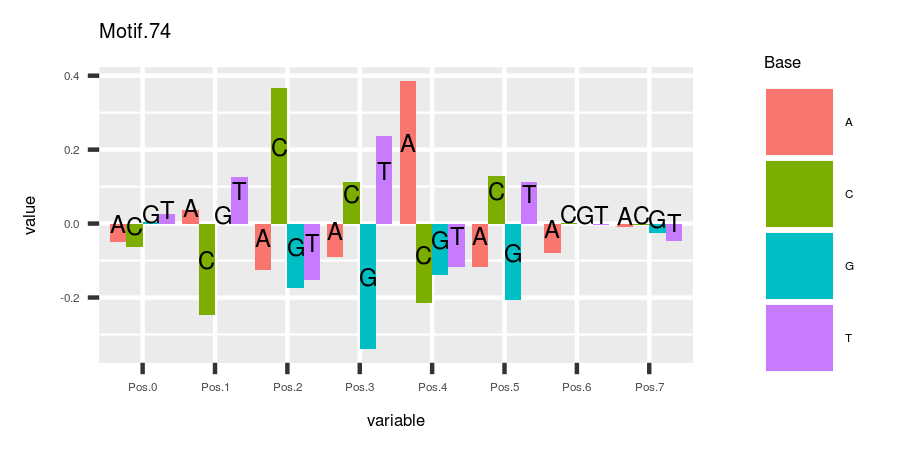 Motif.74
Base
0.4
0.2
0.0
-0.2
value
A C G T A C G T A C G T A C G T A C G T A C G T A C G T A C G T
A
C
G
T
Pos.0 Pos.1 Pos.2 Pos.3 Pos.4 Pos.5 Pos.6 Pos.7
variable